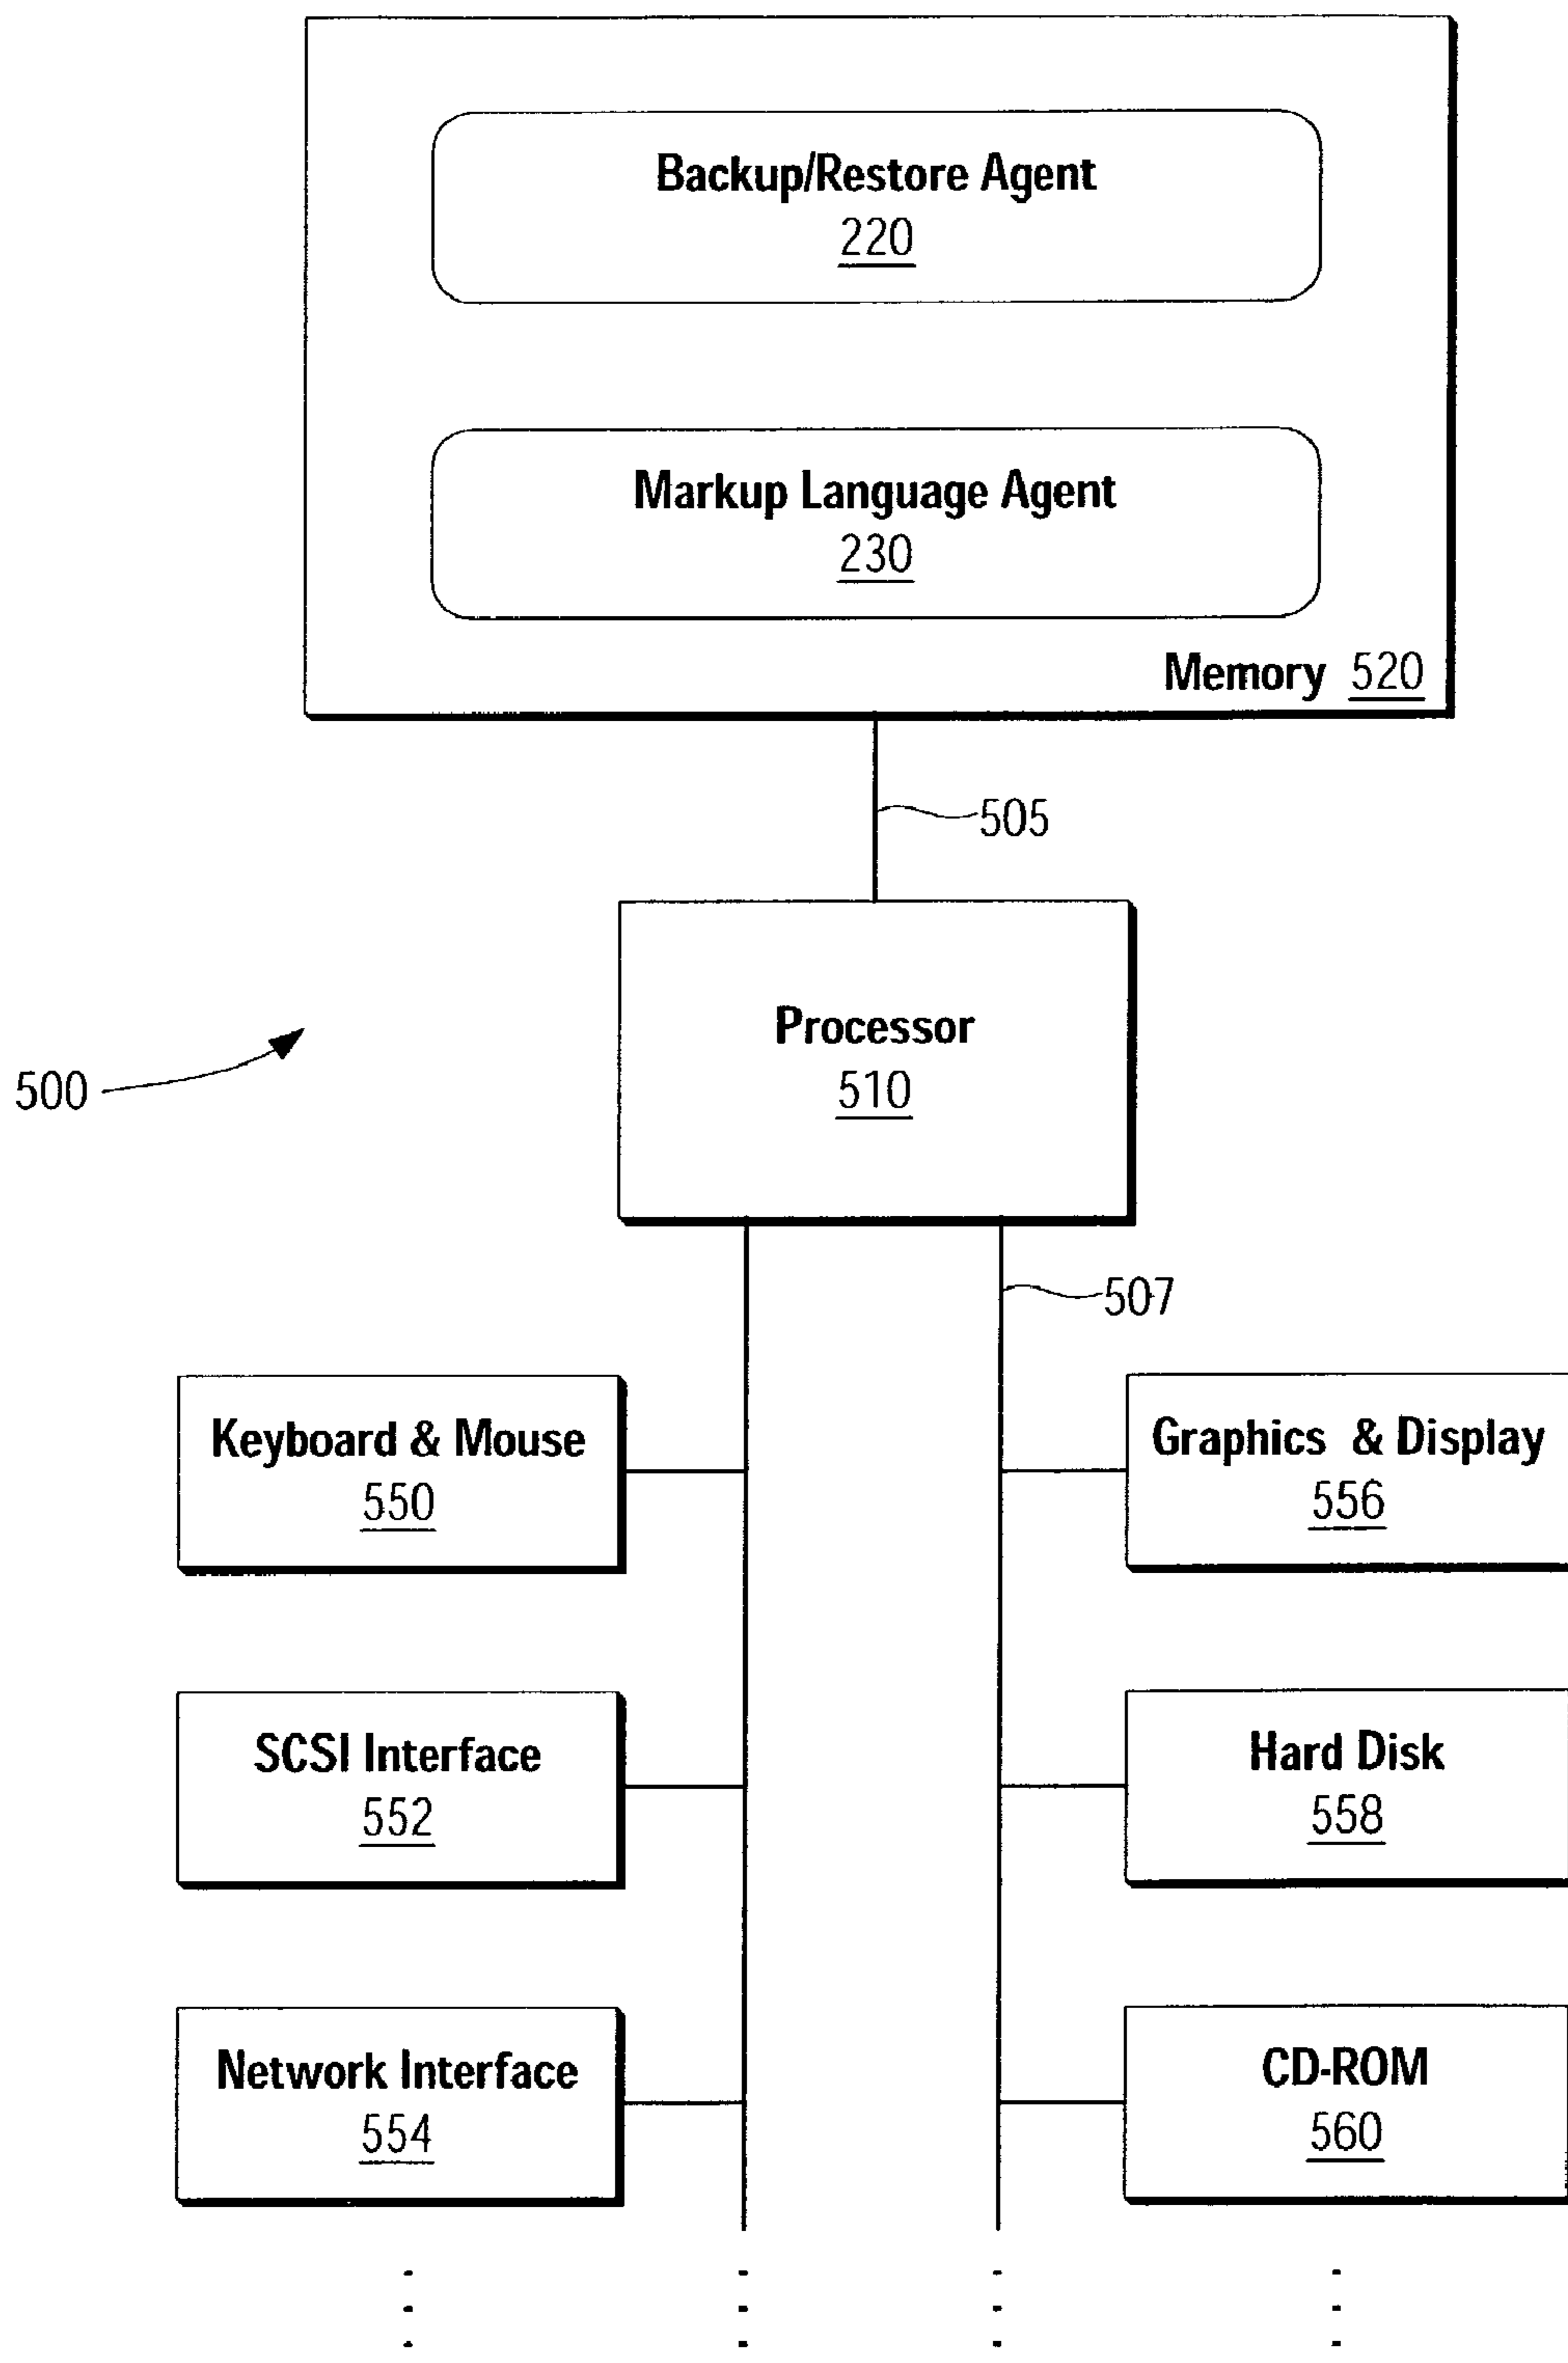 Backup/Restore Agent
220
Markup Language Agent
230
Memory 520
505
Processor
510
500
507
Keyboard & Mouse
550
Graphics & Display
556
SCSI Interface
552
Hard Disk
558
Network Interface
554
CD-ROM
560